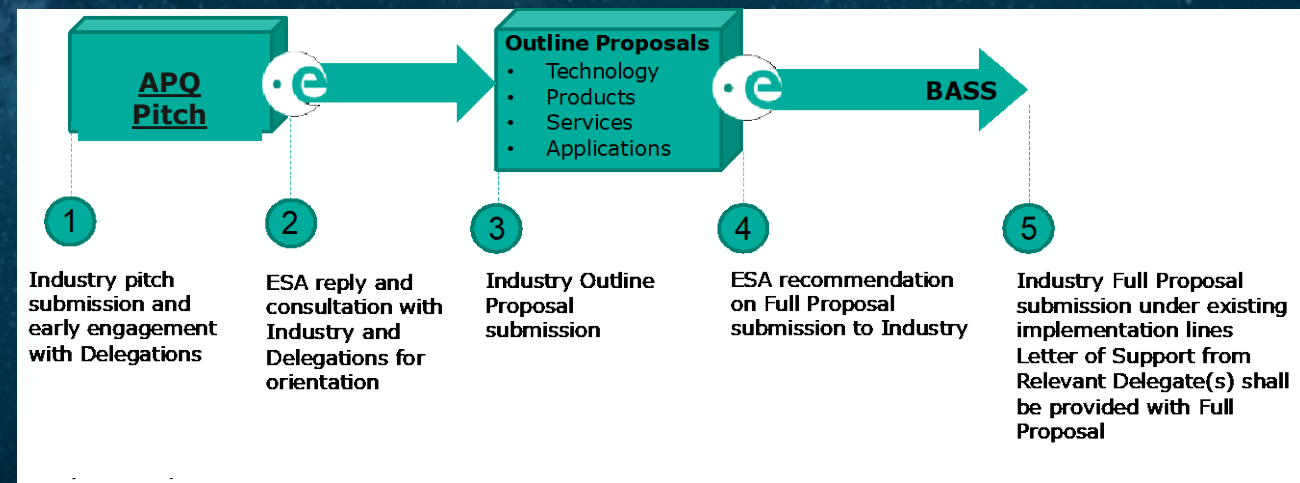 APQ
Pitch
e
Outline Proposals
• Technology
• Products
• Services
• Applications
e
BASS
1
Industry pitch
submission and
early engagement
with Delegations
2
ESA reply and
consultation with
Industry and
Delegations for
orientation
3
Industry Outline
Proposal
submission
4
ESA recommendation
on Full Proposal
submission to Industry
5
Industry Full Proposal
submission under existing
implementation lines
Letter of Support from
Relevant Delegate(s) shall
be provided with Full
Proposal